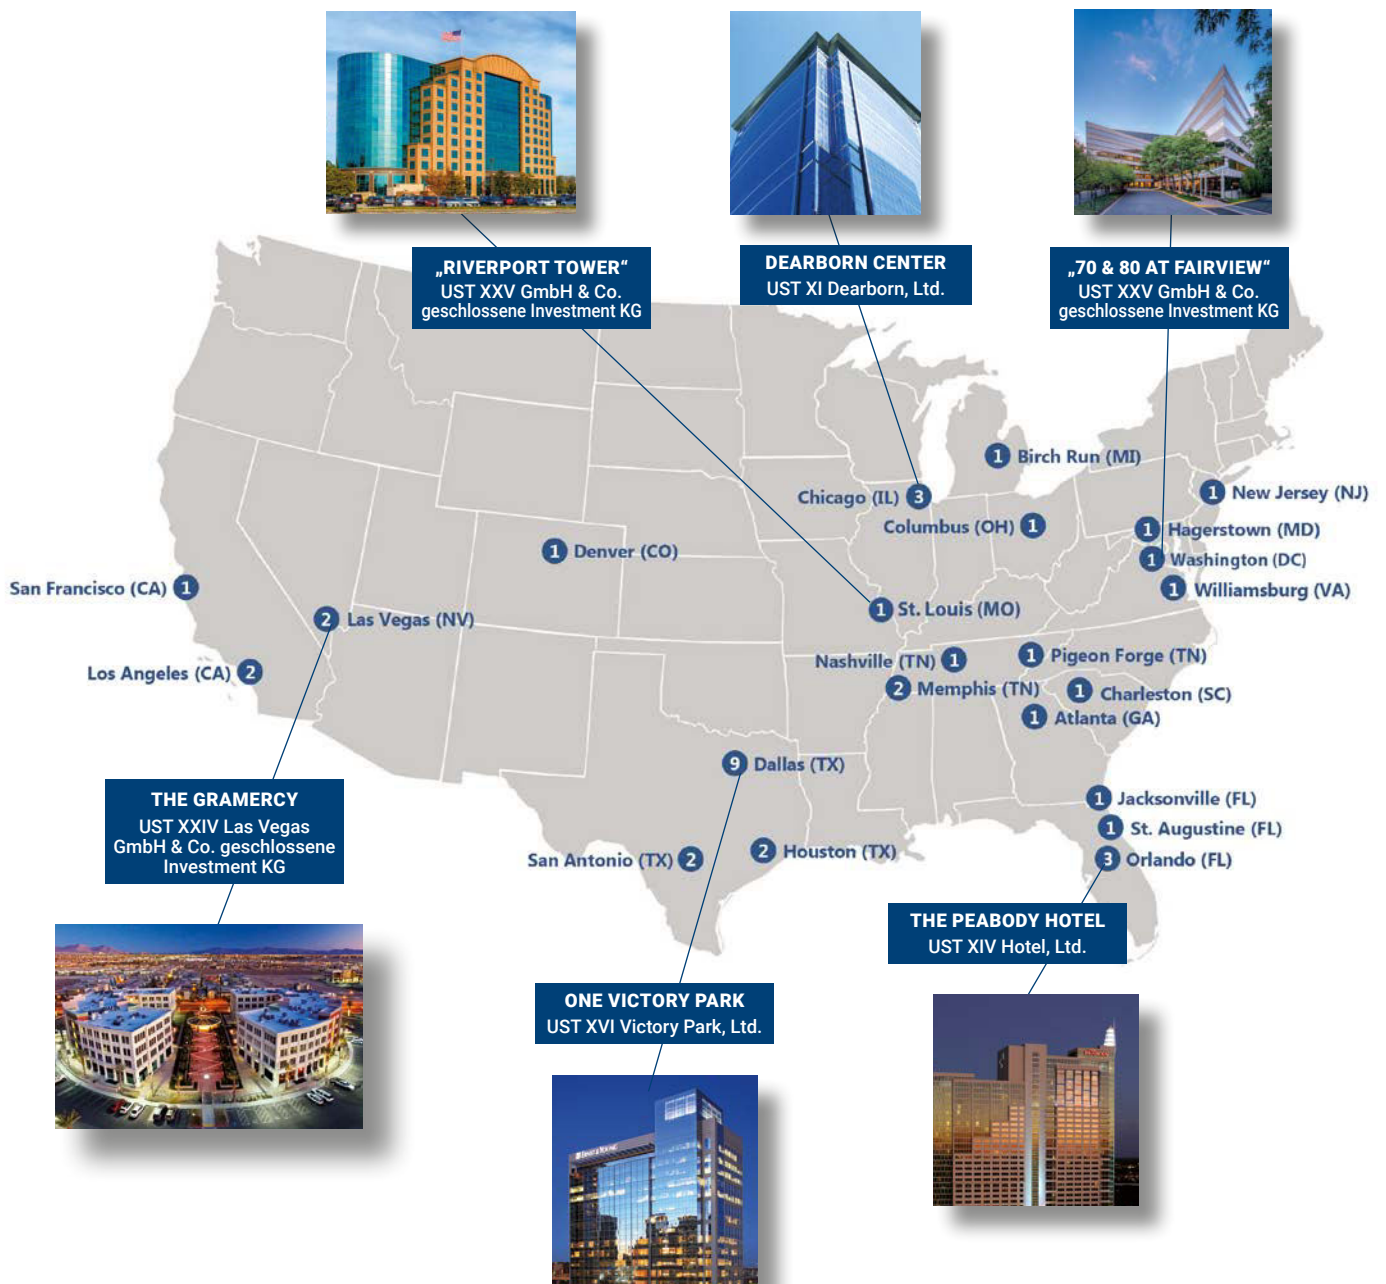 „RIVERPORT TOWER“
UST XXV GmbH & Co.
geschlossene Investment KG
DEARBORN CENTER
UST XI Dearborn, Ltd.
„70 & 80 AT FAIRVIEW“
UST XXV GmbH & Co.
geschlossene Investment KG
1 Birch Run (MI)
Chicago (IL) 3
1 New Jersey (NJ)
Columbus (OH) 1
1 Hagerstown (MD)
1 Denver (CO)
1 Washington (DC)
San Francisco (CA) 1
1 Williamsburg (VA)
1 St. Louis (MO)
2 Las Vegas (NV)
Nashville (TN) 1
1 Pigeon Forge (TN)
Los Angeles (CA) 2
2 Memphis (TN)
1 Charleston (SC)
1 Atlanta (GA)
9 Dallas (TX)
1 Jacksonville (FL)
1 St. Augustine (FL)
San Antonio (TX) 2
2 Houston (TX)
3 Orlando (FL)
THE GRAMERCY
UST XXIV Las Vegas
GmbH & Co. geschlossene
Investment KG
THE PEABODY HOTEL
UST XIV Hotel, Ltd.
ONE VICTORY PARK
UST XVI Victory Park, Ltd.
ERNST & YOUNG